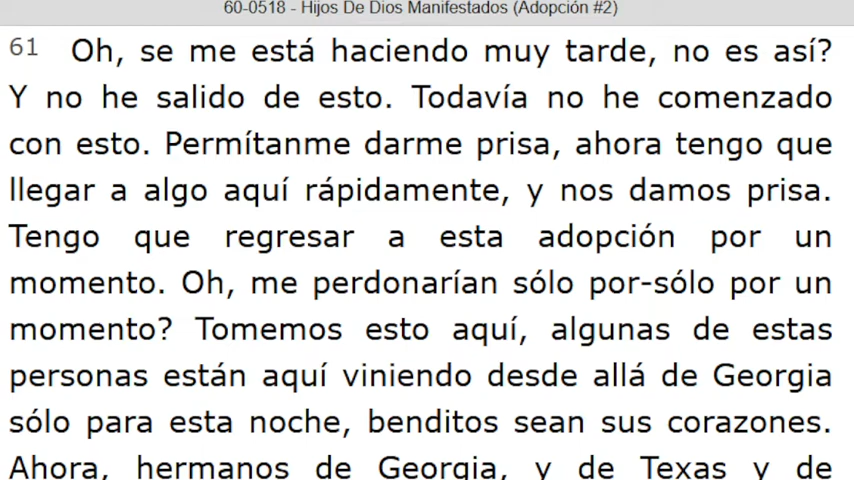 60-0518 - Hijos De Dios Manifestados (Adopción #2)
61 Oh, se me está haciendo muy tarde, no es así?
Y no he salido de esto. Todavía no he comenzado
con esto. Permítanme darme prisa, ahora tengo que
llegar a algo aquí rápidamente, y nos damos prisa.
Tengo que regresar a esta adopción por un
momento. Oh, me perdonarían sólo por-sólo por un
momento? Tomemos esto aquí, algunas de estas
personas están aquí viniendo desde allá de Georgia
sólo para esta noche, benditos sean sus corazones.
Ahora, hermanos de Georgia, y de Texas y de